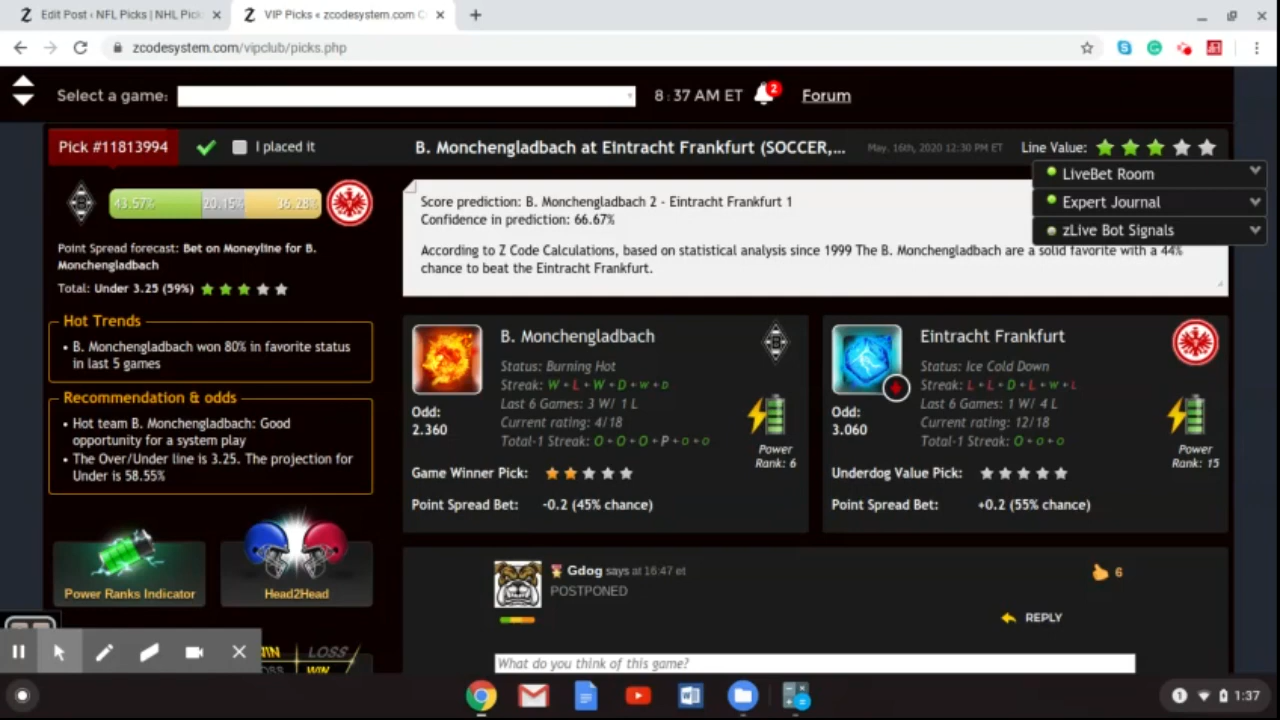 Edit Post ‹ NFL Picks | NHL Pick
VIP Picks « zcodesystem.com C
zcodesystem.com/vipclub/picks.php
Select a game:
8:37 AM ET
2
Forum
Pick #11813994
I placed it
B. Monchengladbach at Eintracht Frankfurt (SOCCER,...
May. 16th, 2020 12:30 PM ET
Line Value:
LiveBet Room
Expert Journal
zLive Bot Signals
43.57%
20.15%
36.28%
Point Spread forecast: Bet on Moneyline for B.
Monchengladbach
Total: Under 3.25 (59%)
Hot Trends
• B. Monchengladbach won 80% in favorite status
in last 5 games
Recommendation & odds
• Hot team B. Monchengladbach: Good
opportunity for a system play
• The Over/Under line is 3.25. The projection for
Under is 58.55%
Power Ranks Indicator
Head2Head
Score prediction: B. Monchengladbach 2 - Eintracht Frankfurt 1
Confidence in prediction: 66.67%
According to Z Code Calculations, based on statistical analysis since 1999 The B. Monchengladbach are a solid favorite with a 44%
chance to beat the Eintracht Frankfurt.
B. Monchengladbach
Status: Burning Hot
Streak: W • L • W • D • W • D
Last 6 Games: 3 W/ 1 L
Current rating: 4/18
Total-1 Streak: O • O • O • P • O • O
Odd:
2.360
Power
Rank: 6
Game Winner Pick:
Point Spread Bet: -0.2 (45% chance)
Eintracht Frankfurt
Status: Ice Cold Down
Streak: L • L • D • L • W • L
Last 6 Games: 1 W/ 4 L
Current rating: 12/18
Total-1 Streak: O • O • O • O
Odd:
3.060
Power
Rank: 15
Underdog Value Pick:
Point Spread Bet: +0.2 (55% chance)
Gdog says at 16:47 et
6
POSTPONED
REPLY
What do you think of this game?
WIN LOSS
LOSS WIN
1
1:37